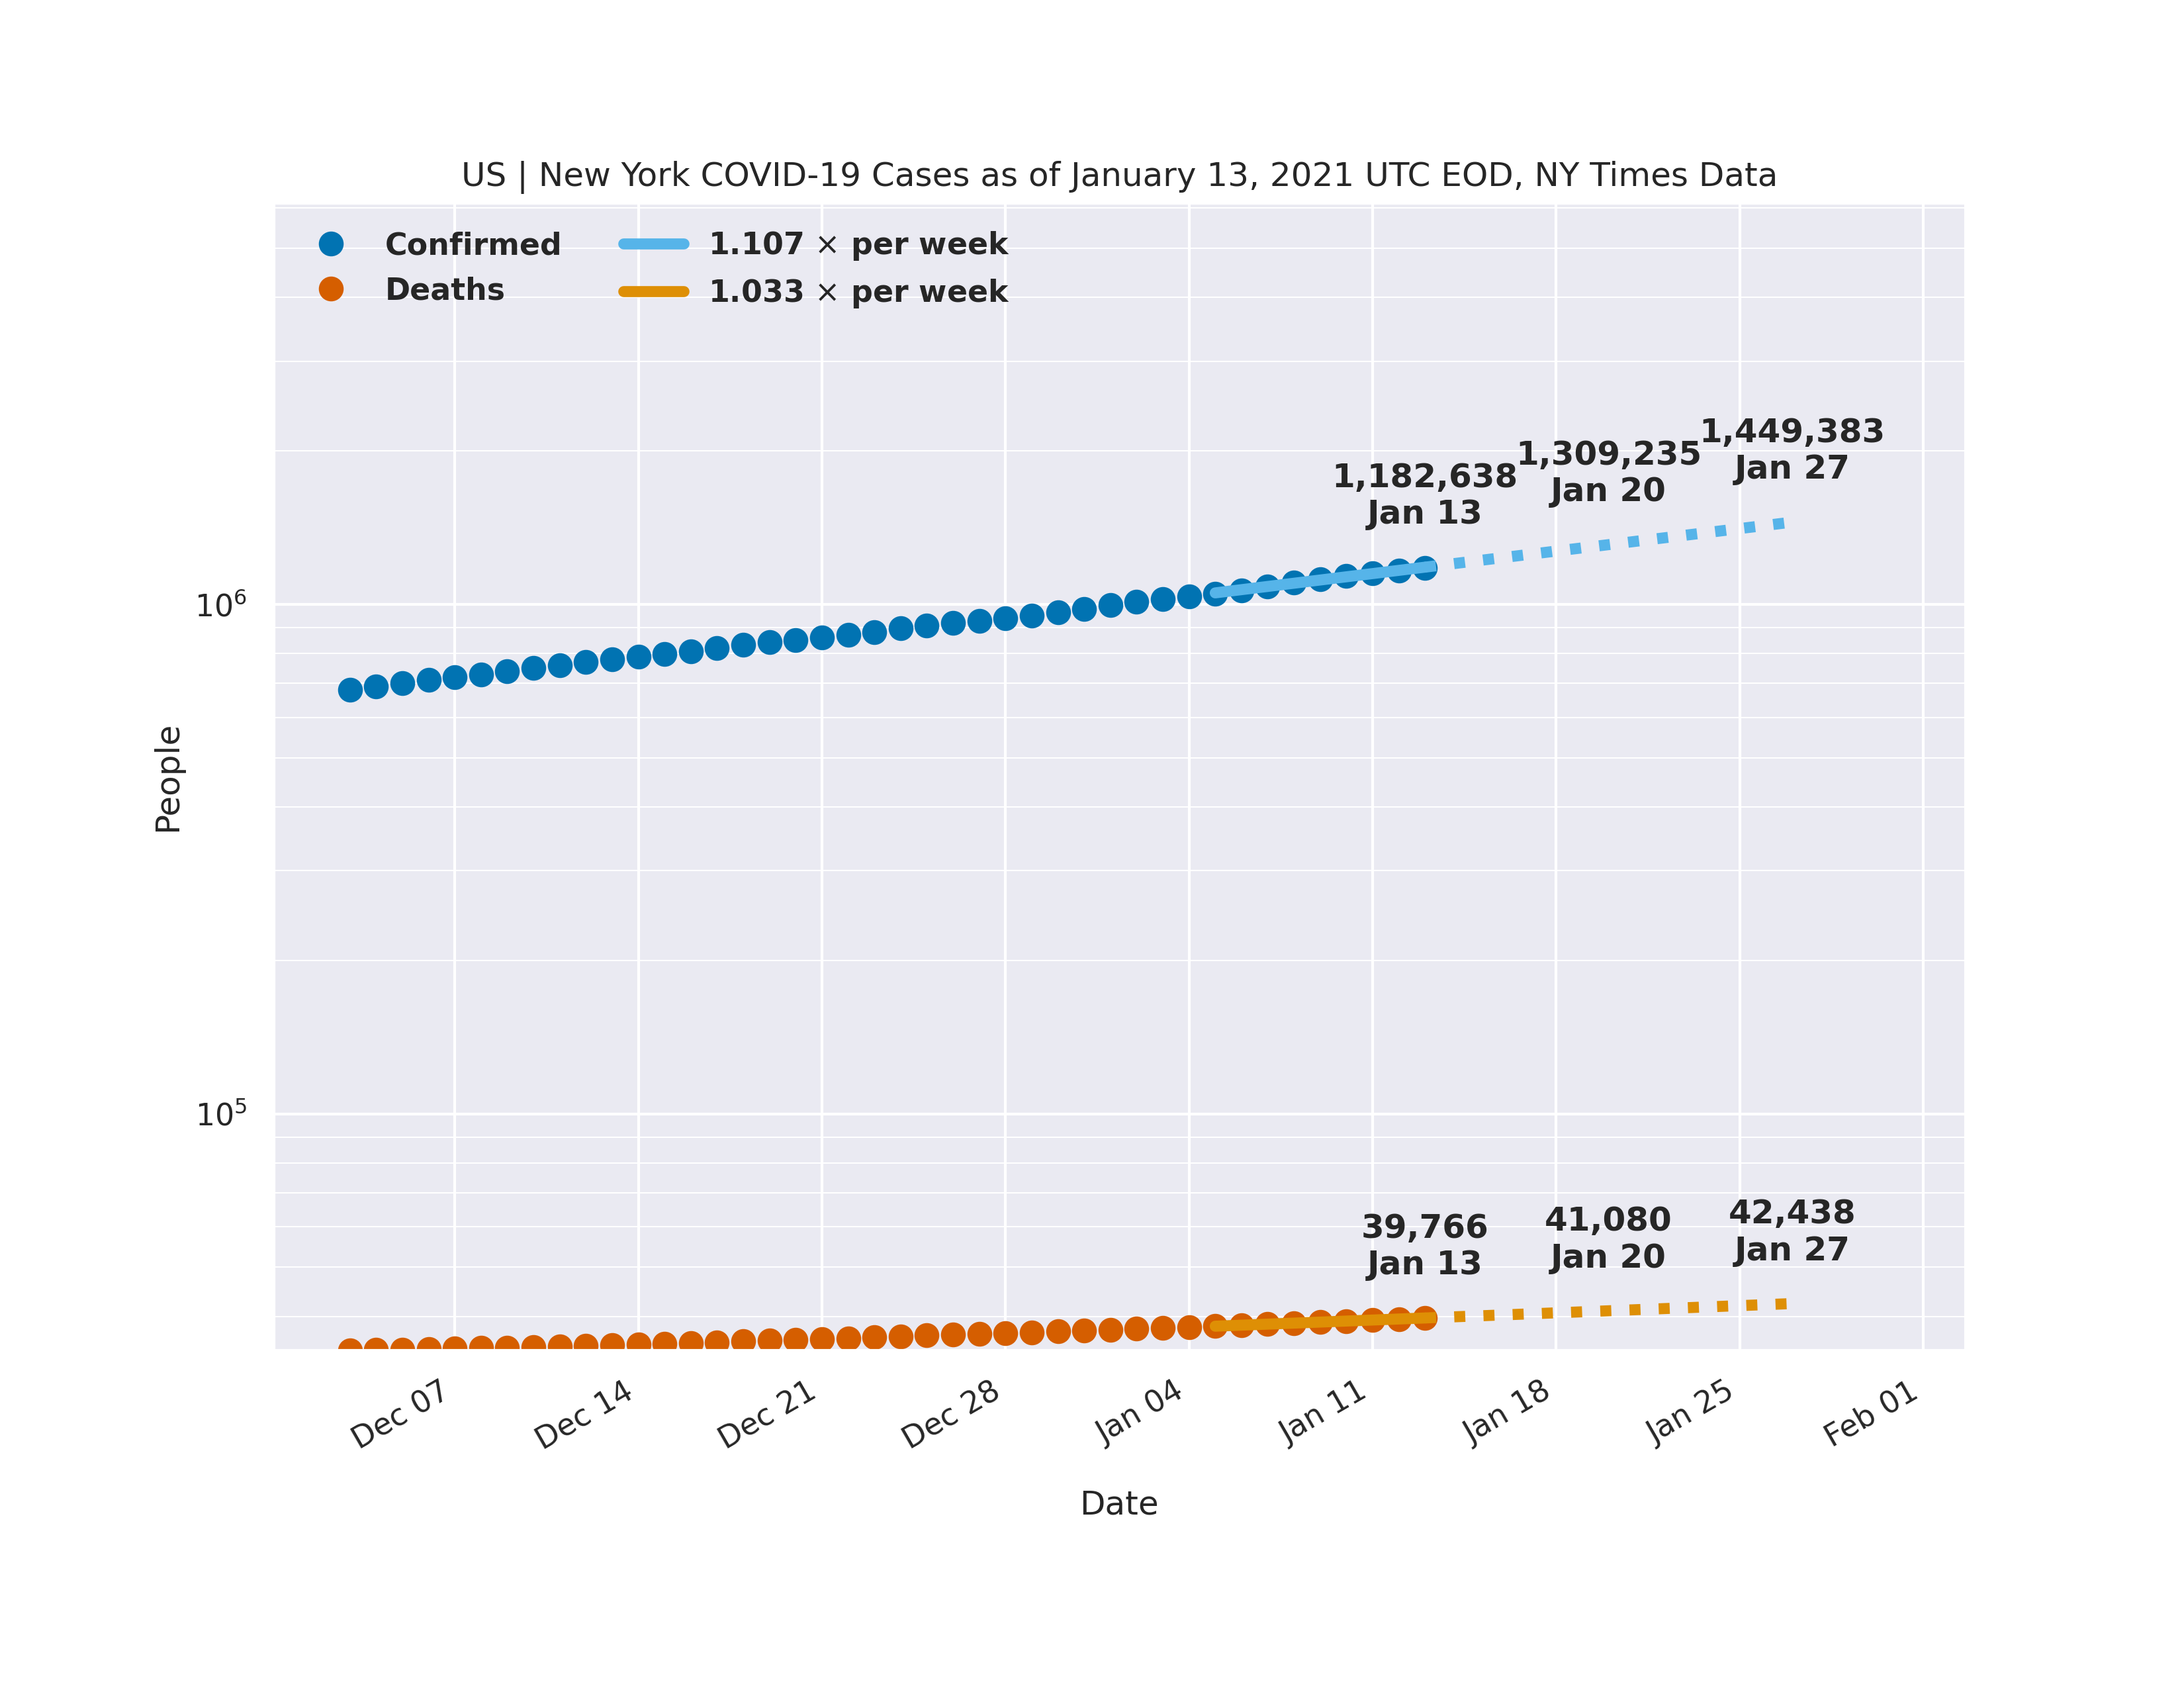 US | New York COVID-19 Cases as of January 13, 2021 UTC EOD, NY Times Data
Confirmed
Deaths
1.107 × per week
1.033 × per week
1,182,638
Jan 13
1,309,235
Jan 20
1,449,383
Jan 27
10⁶
10⁵
People
39,766
Jan 13
41,080
Jan 20
42,438
Jan 27
Dec 07
Dec 14
Dec 21
Dec 28
Jan 04
Jan 11
Jan 18
Jan 25
Feb 01
Date